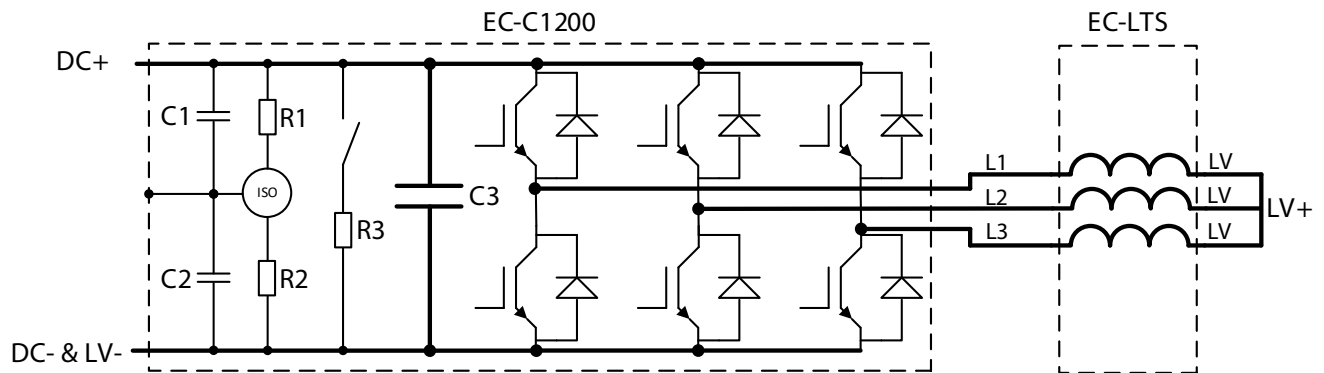 EC-C1200
EC-LTS
DC+
C1
R1
ISO
C2
R2
R3
C3
L1
LV
L2
LV
LV+
L3
LV
DC- & LV-